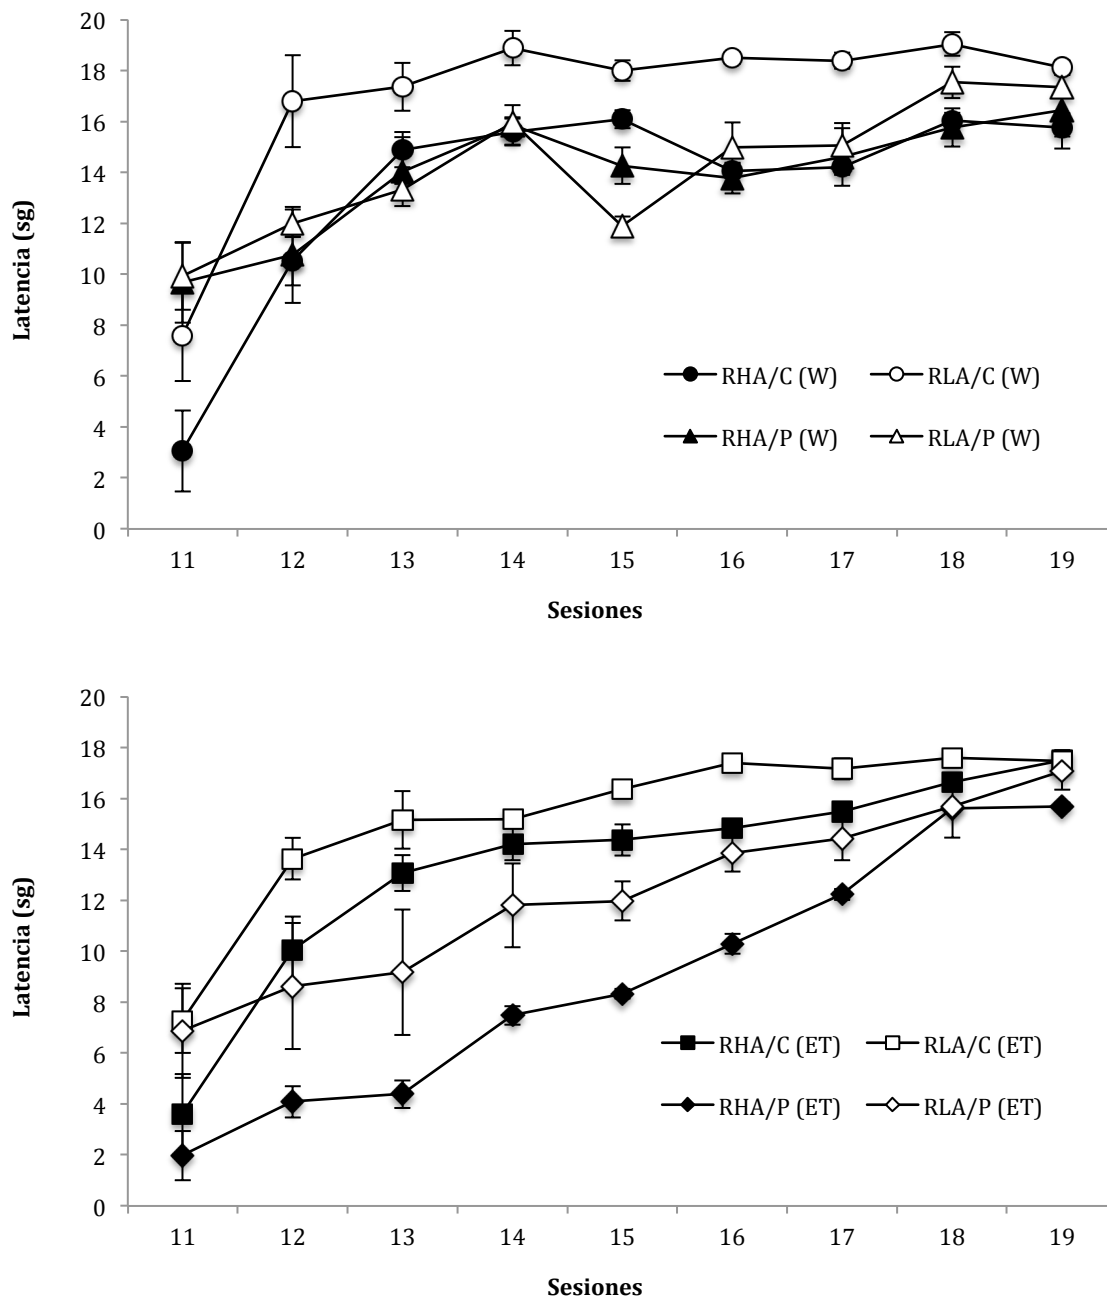 20
18
16
14
12
10
8
6
4
2
0
Latencia (sg)
RHA/C (W) RLA/C (W)
RHA/P (W) RLA/P (W)
11 12 13 14 15 16 17 18 19
Sesiones
20
18
16
14
12
10
8
6
4
2
0
Latencia (sg)
RHA/C (ET) RLA/C (ET)
RHA/P (ET) RLA/P (ET)
11 12 13 14 15 16 17 18 19
Sesiones